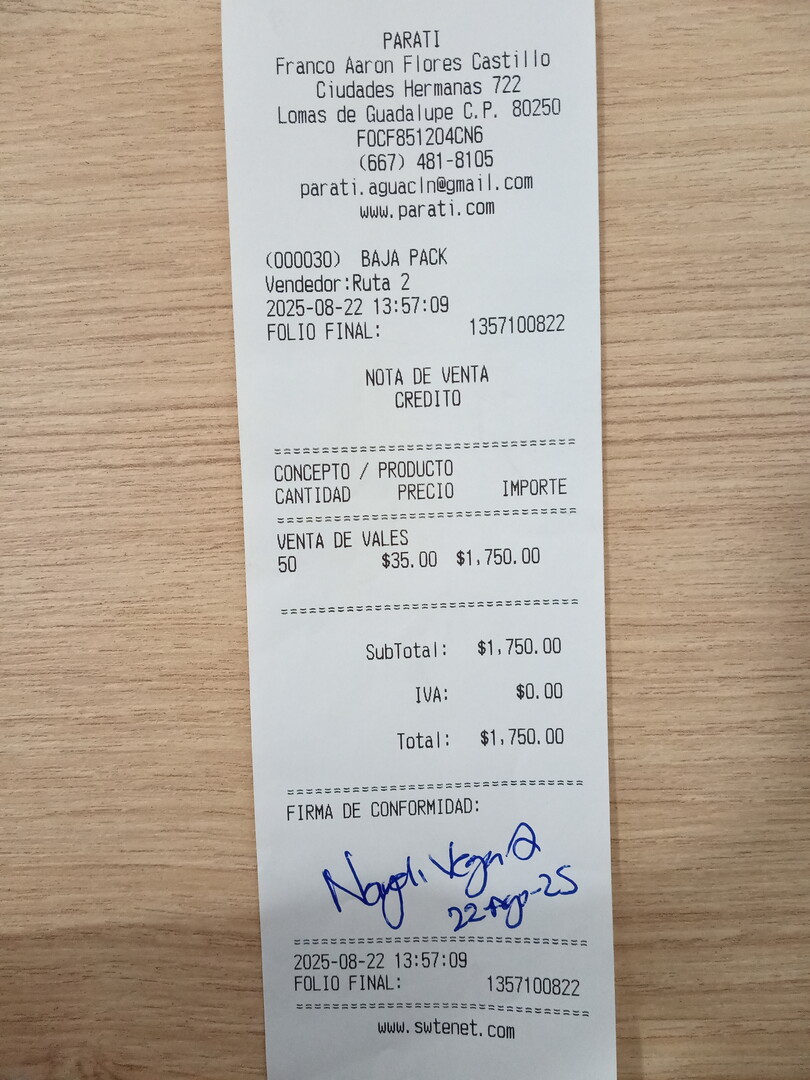 PARATI
Franco Aaron Flores Castillo
Ciudades Hermanas 722
Lomas de Guadalupe C.P. 80250
FOCF851204CN6
(667) 481-8105
parati.aguacln@gmail.com
www.parati.com
(000030) BAJA PACK
Vendedor:Ruta 2
2025-08-22 13:57:09
FOLIO FINAL: 1357100822
NOTA DE VENTA
CREDITO
CONCEPTO / PRODUCTO
CANTIDAD PRECIO IMPORTE
VENTA DE VALES
50 $35.00 $1,750.00
SubTotal: $1,750.00
IVA: $0.00
Total: $1,750.00
FIRMA DE CONFORMIDAD:
Vega
22-Ago-25
2025-08-22 13:57:09
FOLIO FINAL: 1357100822
www.swtenet.com